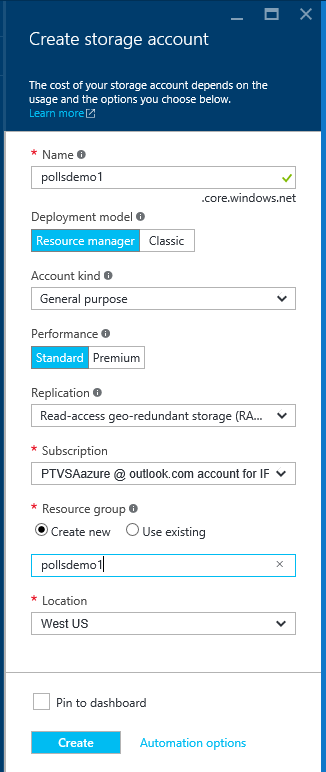 Create storage account
The cost of your storage account depends on the
usage and the options you choose below.
Learn more
* Name
pollsdemo1
.core.windows.net
Deployment model
Resource manager Classic
Account kind
General purpose
Performance
Standard Premium
Replication
Read-access geo-redundant storage (RA...
* Subscription
PTVSAazure @ outlook.com account for IF
* Resource group
Create new Use existing
pollsdemo1
* Location
West US
Pin to dashboard
Create Automation options